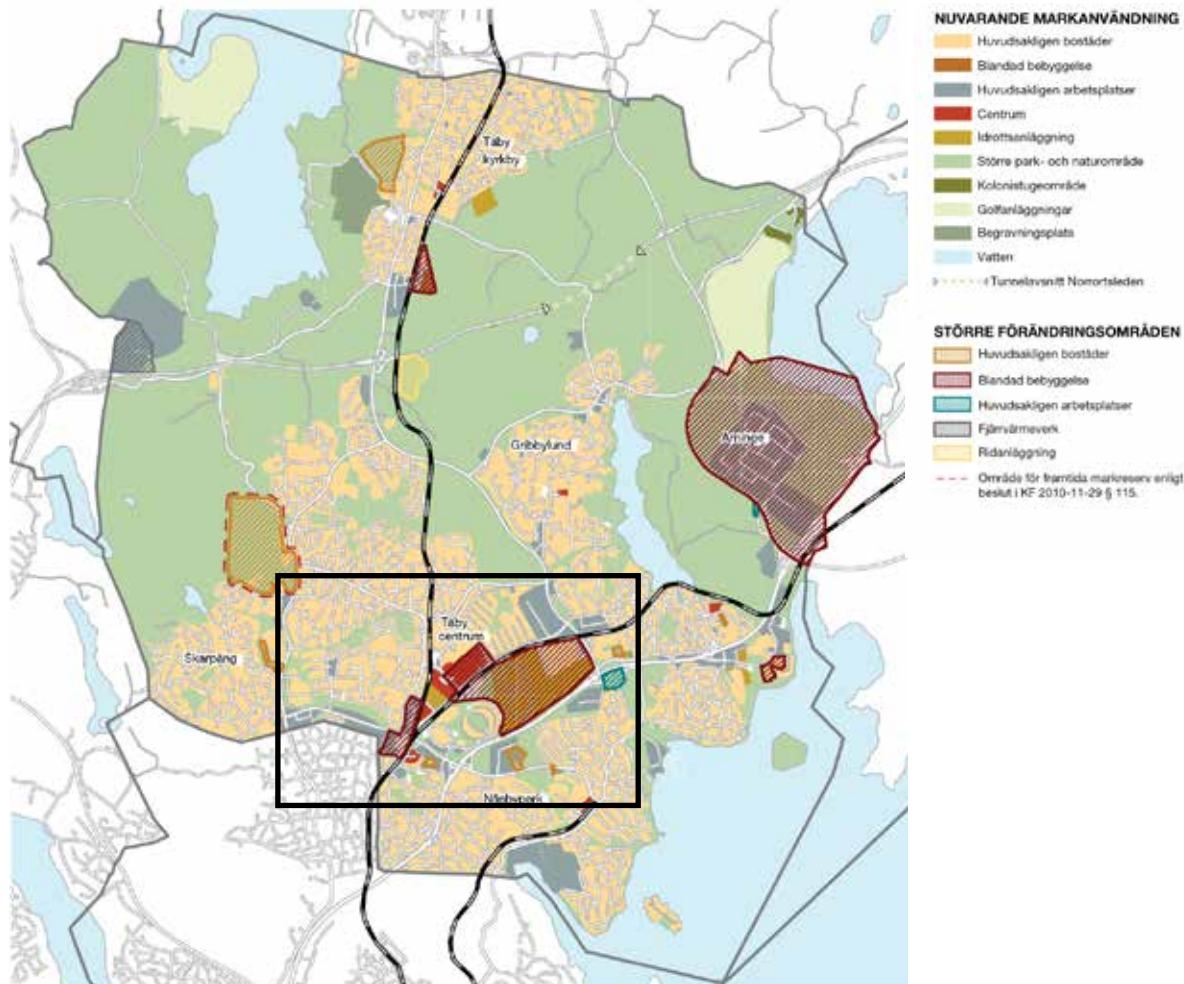 Täby
kyrkby
Gribbylund
Arninge
Täby
centrum
Skarpäng
Näsbypark
NUVARANDE MARKANVÄNDNING
Huvudsakligen bostäder
Blandad bebyggelse
Huvudsakligen arbetsplatser
Centrum
Idrottsanläggning
Större park- och naturområde
Kolonistugeområde
Golfanläggningar
Begravningsplats
Vatten
Tunnelavsnitt Norrortsleden
STÖRRE FÖRÄNDRINGSOMRÅDEN
Huvudsakligen bostäder
Blandad bebyggelse
Huvudsakligen arbetsplatser
Fjärrvärmeverk
Ridanläggning
Område för framtida markreserv enligt
beslut i KF 2010-11-29 § 115.